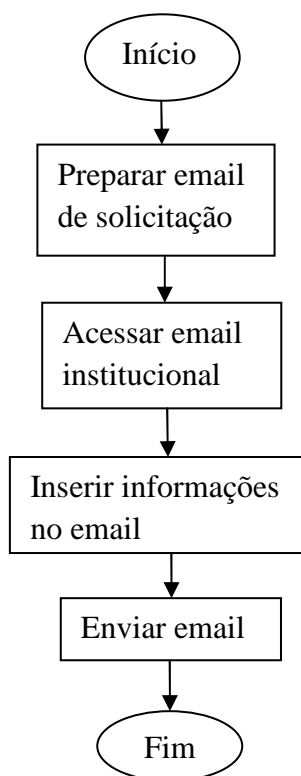 Início
Preparar email
de solicitação
Acessar email
institucional
Inserir informações
no email
Enviar email
Fim